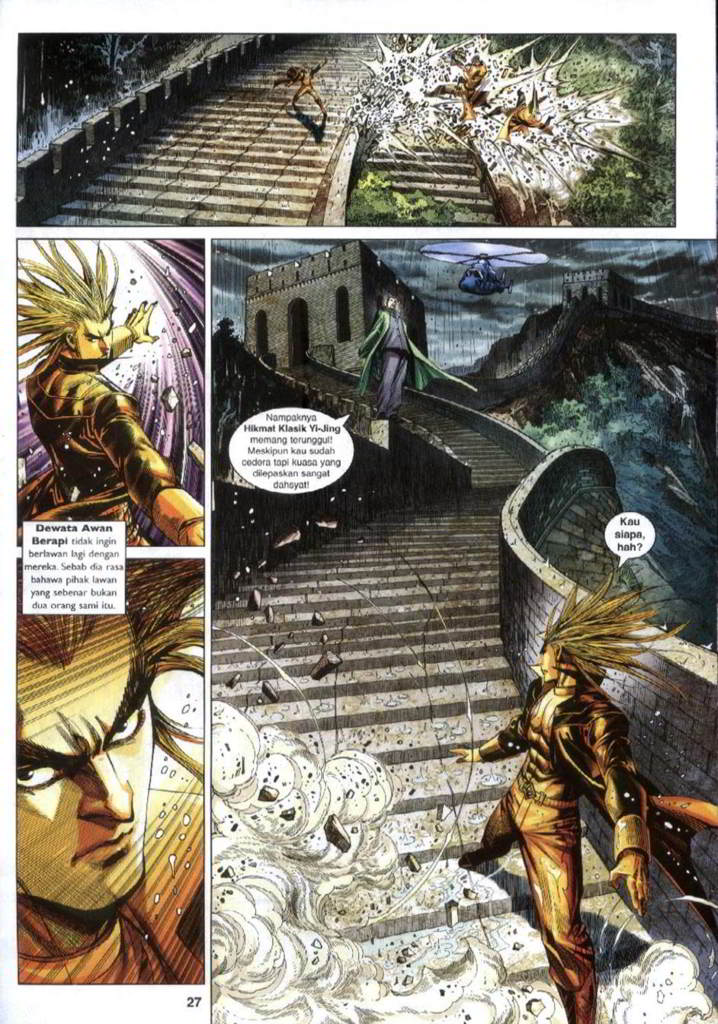 Nampaknya
Hikmat Klasik Yi-Jing
memang terunggul!
Meskipun kau sudah
cedera tapi kuasa yang
dilepaskan sangat
dahsyat!
Kau
siapa,
hah?
Dewata Awan
Berapi tidak ingin
berlawan lagi dengan
mereka. Sebab dia rasa
bahawa pihak lawan
yang sebenar bukan
dua orang sami itu.
27